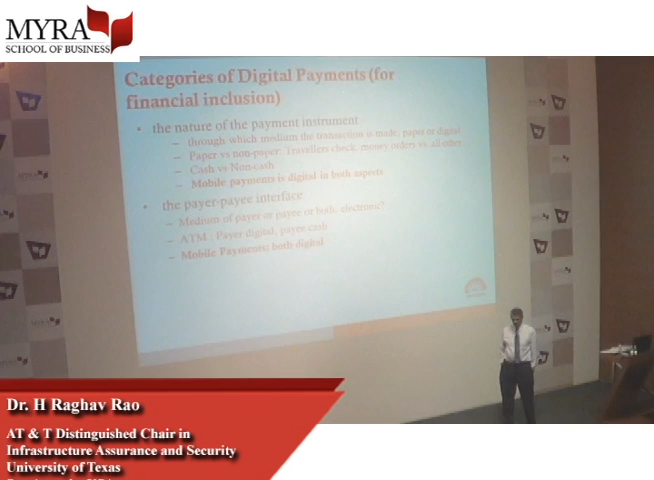 MYRA
SCHOOL OF BUSINESS
Categories of Digital Payments (for
financial inclusion)
• the nature of the payment instrument
– through which medium the transaction is made; paper or digital
– Paper vs non-paper: Travellers check, money orders vs. all other
– Cash vs Non-cash
– Mobile payments is digital in both aspects
• the payer-payee interface
– Medium of payer or payee or both, electronic?
– ATM : Payer digital, payee cash
– Mobile Payments: both digital
Dr. H Raghav Rao
AT & T Distinguished Chair in
Infrastructure Assurance and Security
University of Texas